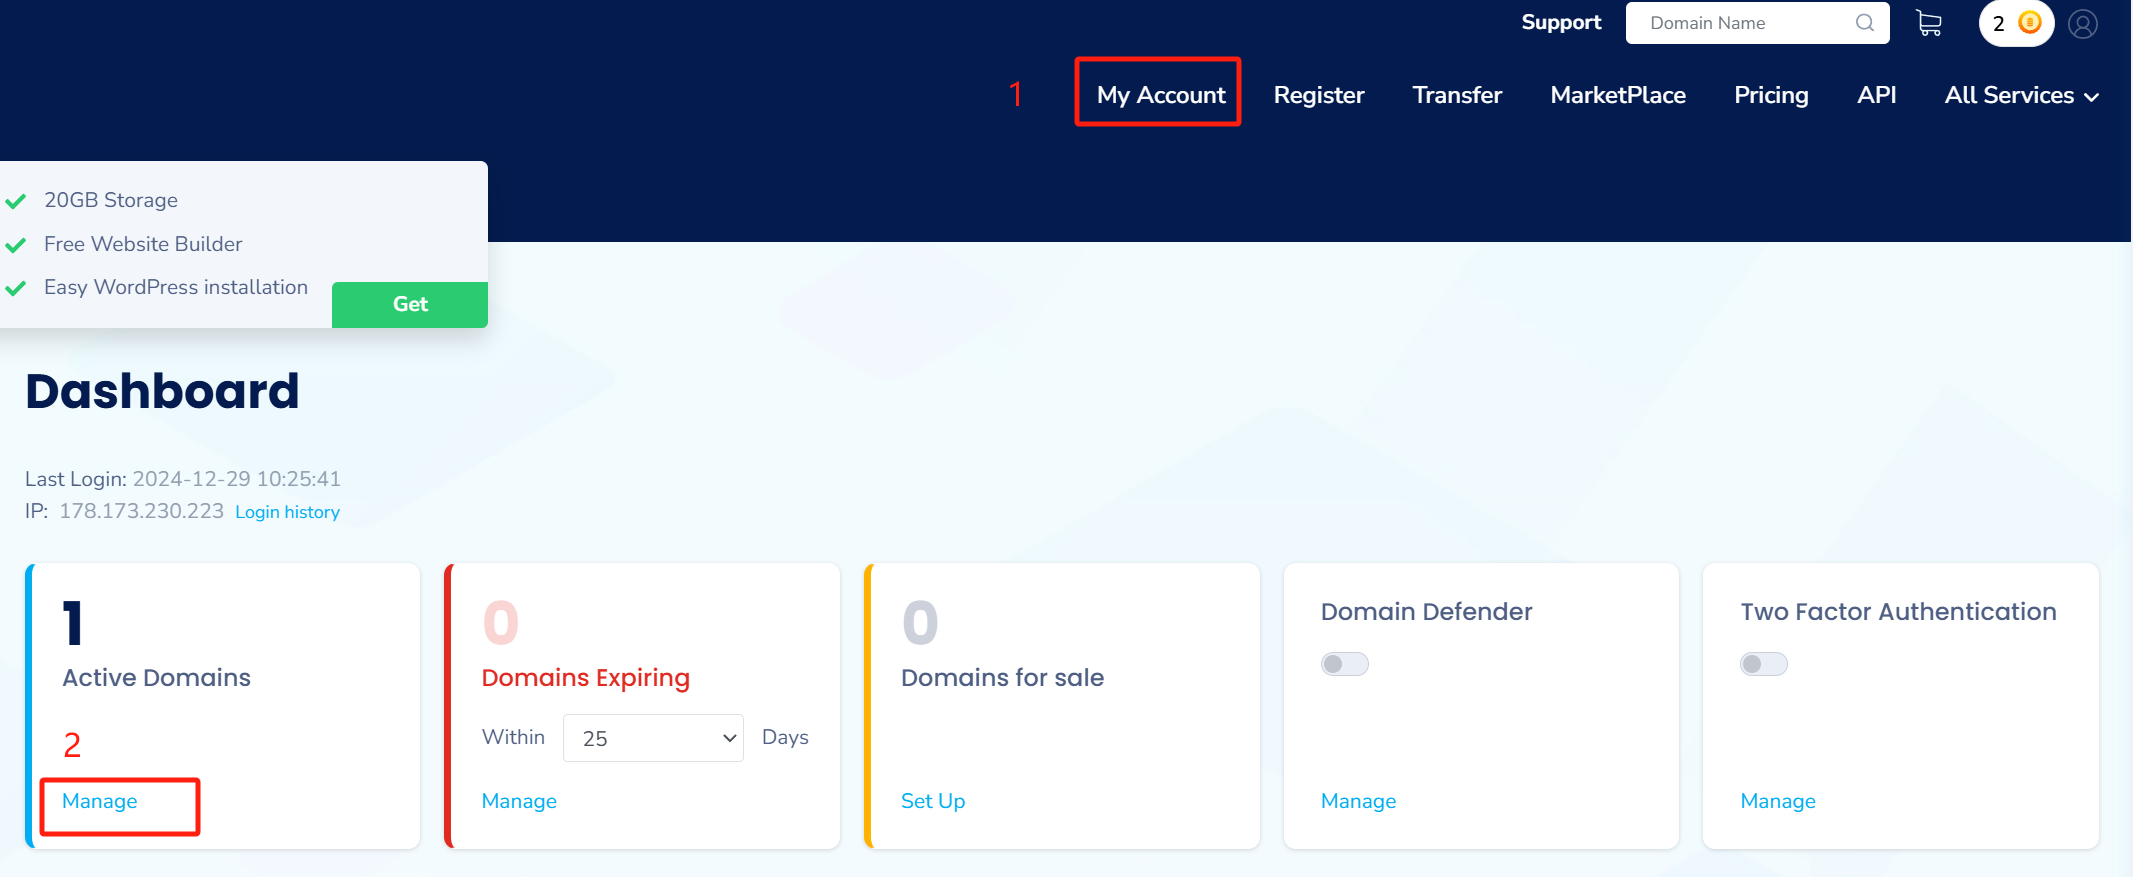 Support
Domain Name
2
1
My Account
Register
Transfer
MarketPlace
Pricing
API
All Services
20GB Storage
Free Website Builder
Easy WordPress installation
Get
Dashboard
Last Login: 2024-12-29 10:25:41
IP: 178.173.230.223 Login history
1
Active Domains
2
Manage
0
Domains Expiring
Within 25 Days
Manage
0
Domains for sale
Set Up
Domain Defender
Manage
Two Factor Authentication
Manage